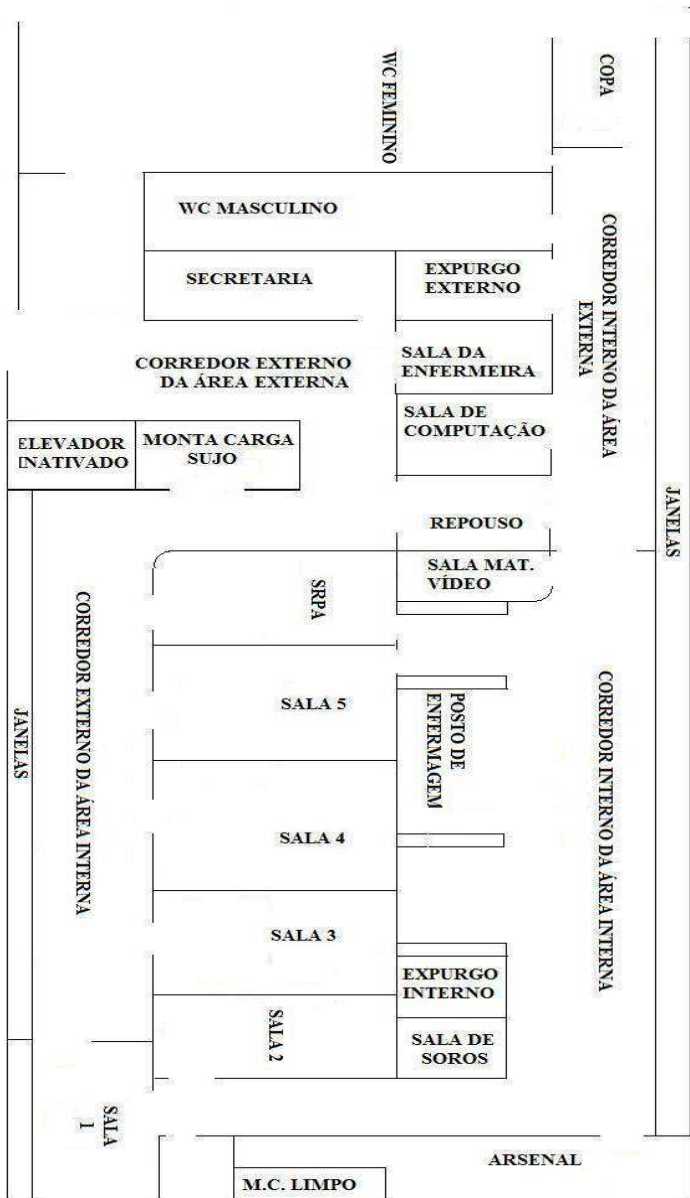 COPA
WC FEMININO
WC MASCULINO
SECRETARIA
EXPURGO
EXTERNO
CORREDOR INTERNO DA ÁREA
EXTERNA
CORREDOR EXTERNO
DA ÁREA EXTERNA
SALA DA
ENFERMEIRA
SALA DE
COMPUTAÇÃO
ELEVADOR
INATIVADO
MONTA CARGA
SUJO
JANELAS
REPOUSO
SALA MAT.
VÍDEO
SRPA
CORREDOR EXTERNO DA ÁREA INTERNA
CORREDOR INTERNO DA ÁREA INTERNA
JANELAS
SALA 5
POSTO DE
ENFERMAGEM
SALA 4
SALA 3
EXPURGO
INTERNO
SALA 2
SALA DE
SOROS
SALA
1
ARSENAL
M.C. LIMPO